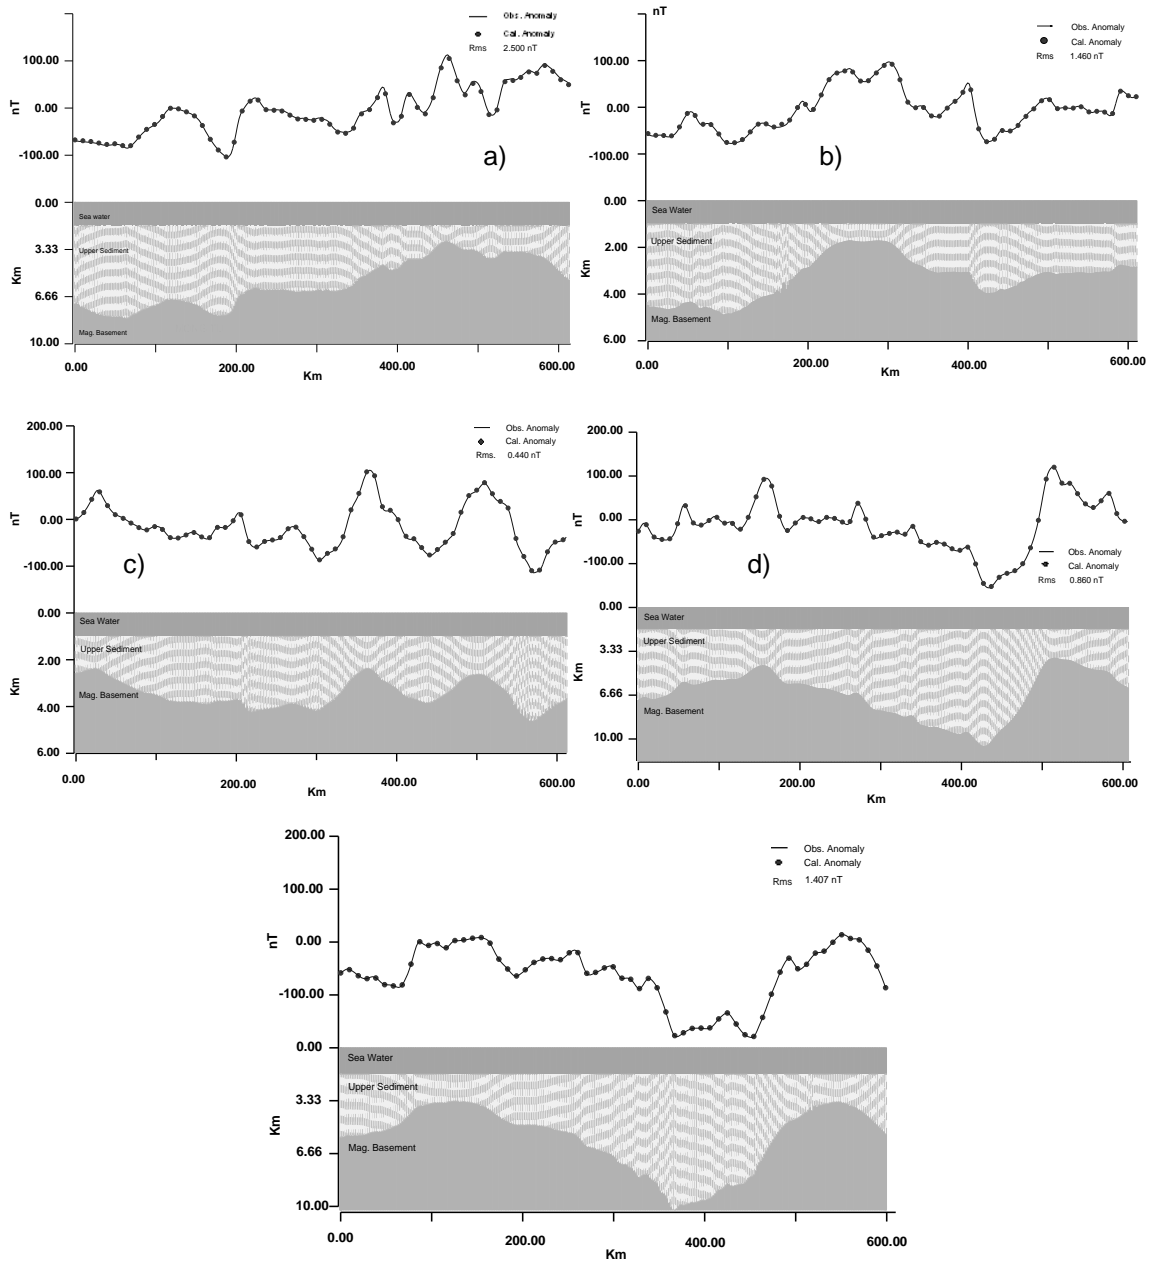 Obs. Anomaly
Cal. Anomaly
Rms 2.500 nT
100.00
0.00
-100.00
nT
a)
0.00
3.33
6.66
10.00
Km
Sea water
Upper Sediment
Mag. Basement
0.00 200.00 400.00 600.00
Km
nT
Obs. Anomaly
Cal. Anomaly
Rms 1.460 nT
100.00
0.00
-100.00
nT
b)
0.00
2.00
4.00
6.00
Km
Sea Water
Upper Sediment
Mag. Basement
0.00 200.00 400.00 600.00
Km
200.00
100.00
0.00
-100.00
nT
Obs. Anomaly
Cal. Anomaly
Rms. 0.440 nT
c)
0.00
2.00
4.00
6.00
Km
Sea Water
Upper Sediment
Mag. Basement
0.00 200.00 400.00 600.00
Km
200.00
100.00
0.00
-100.00
nT
d)
Obs. Anomaly
Cal. Anomaly
Rms 0.860 nT
0.00
3.33
6.66
10.00
Km
Sea Water
Upper Sediment
Mag. Basement
0.00 200.00 400.00 600.00
Km
200.00
100.00
0.00
-100.00
nT
Obs. Anomaly
Cal. Anomaly
Rms 1.407 nT
0.00
3.33
6.66
10.00
Km
Sea Water
Upper Sediment
Mag. Basement
0.00 200.00 400.00 600.00
Km